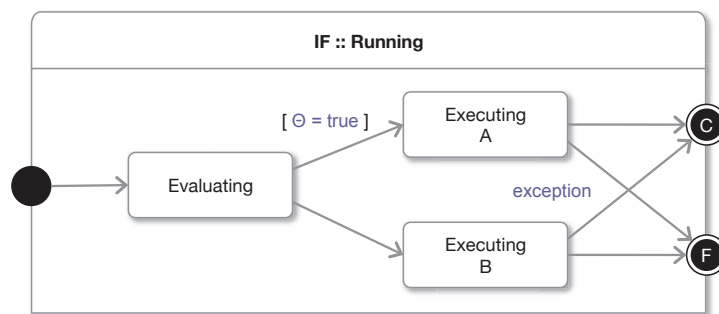 IF :: Running
[ Θ = true ]
Executing
A
C
Evaluating
exception
Executing
B
F